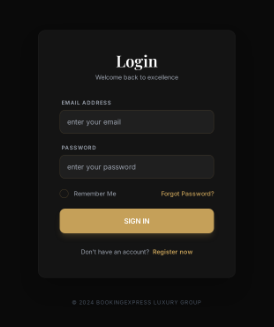 Login
Welcome back to excellence
EMAIL ADDRESS
enter your email
PASSWORD
enter your password
Remember Me Forgot Password?
SIGN IN
Don't have an account? Register now
© 2024 BOOKINGEXPRESS LUXURY GROUP